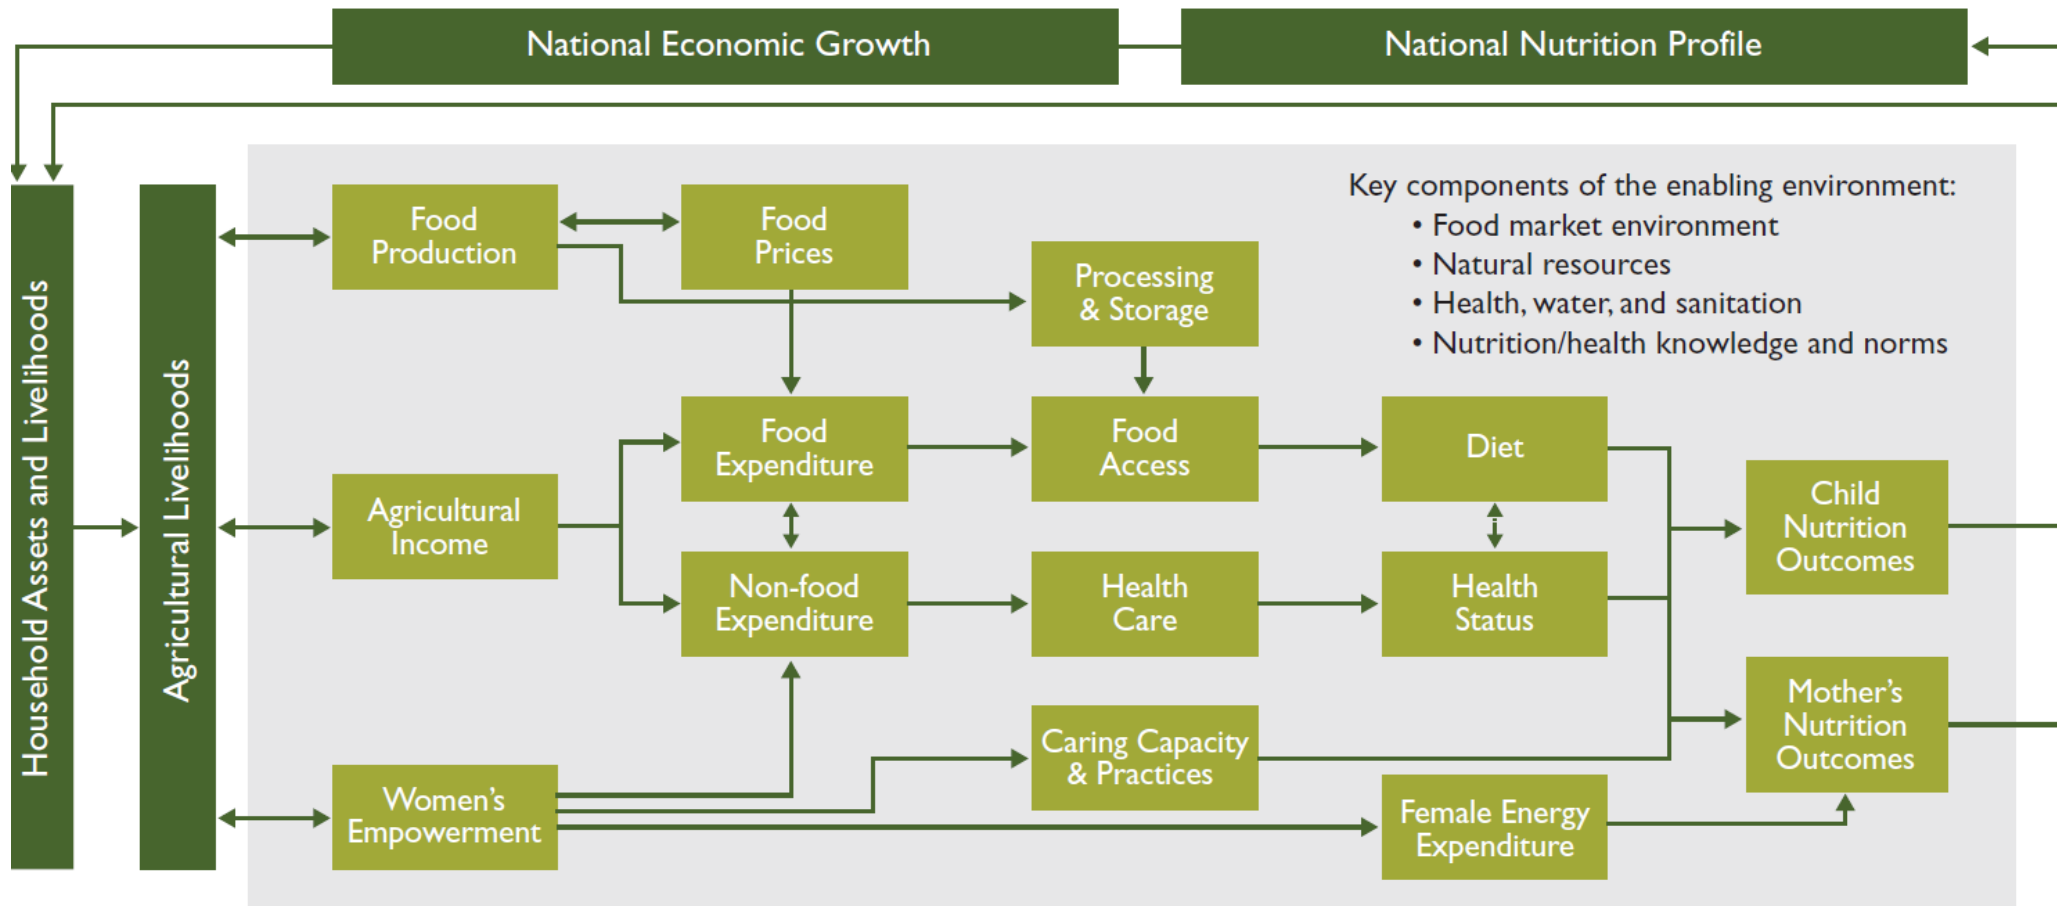 National Economic Growth
National Nutrition Profile
Household Assets and Livelihoods
Agricultural Livelihoods
Key components of the enabling environment:
• Food market environment
• Natural resources
• Health, water, and sanitation
• Nutrition/health knowledge and norms
Food
Production
Food
Prices
Processing
& Storage
Food
Expenditure
Food
Access
Diet
Agricultural
Income
Child
Nutrition
Outcomes
Non-food
Expenditure
Health
Care
Health
Status
Mother's
Nutrition
Outcomes
Caring Capacity
& Practices
Women's
Empowerment
Female Energy
Expenditure